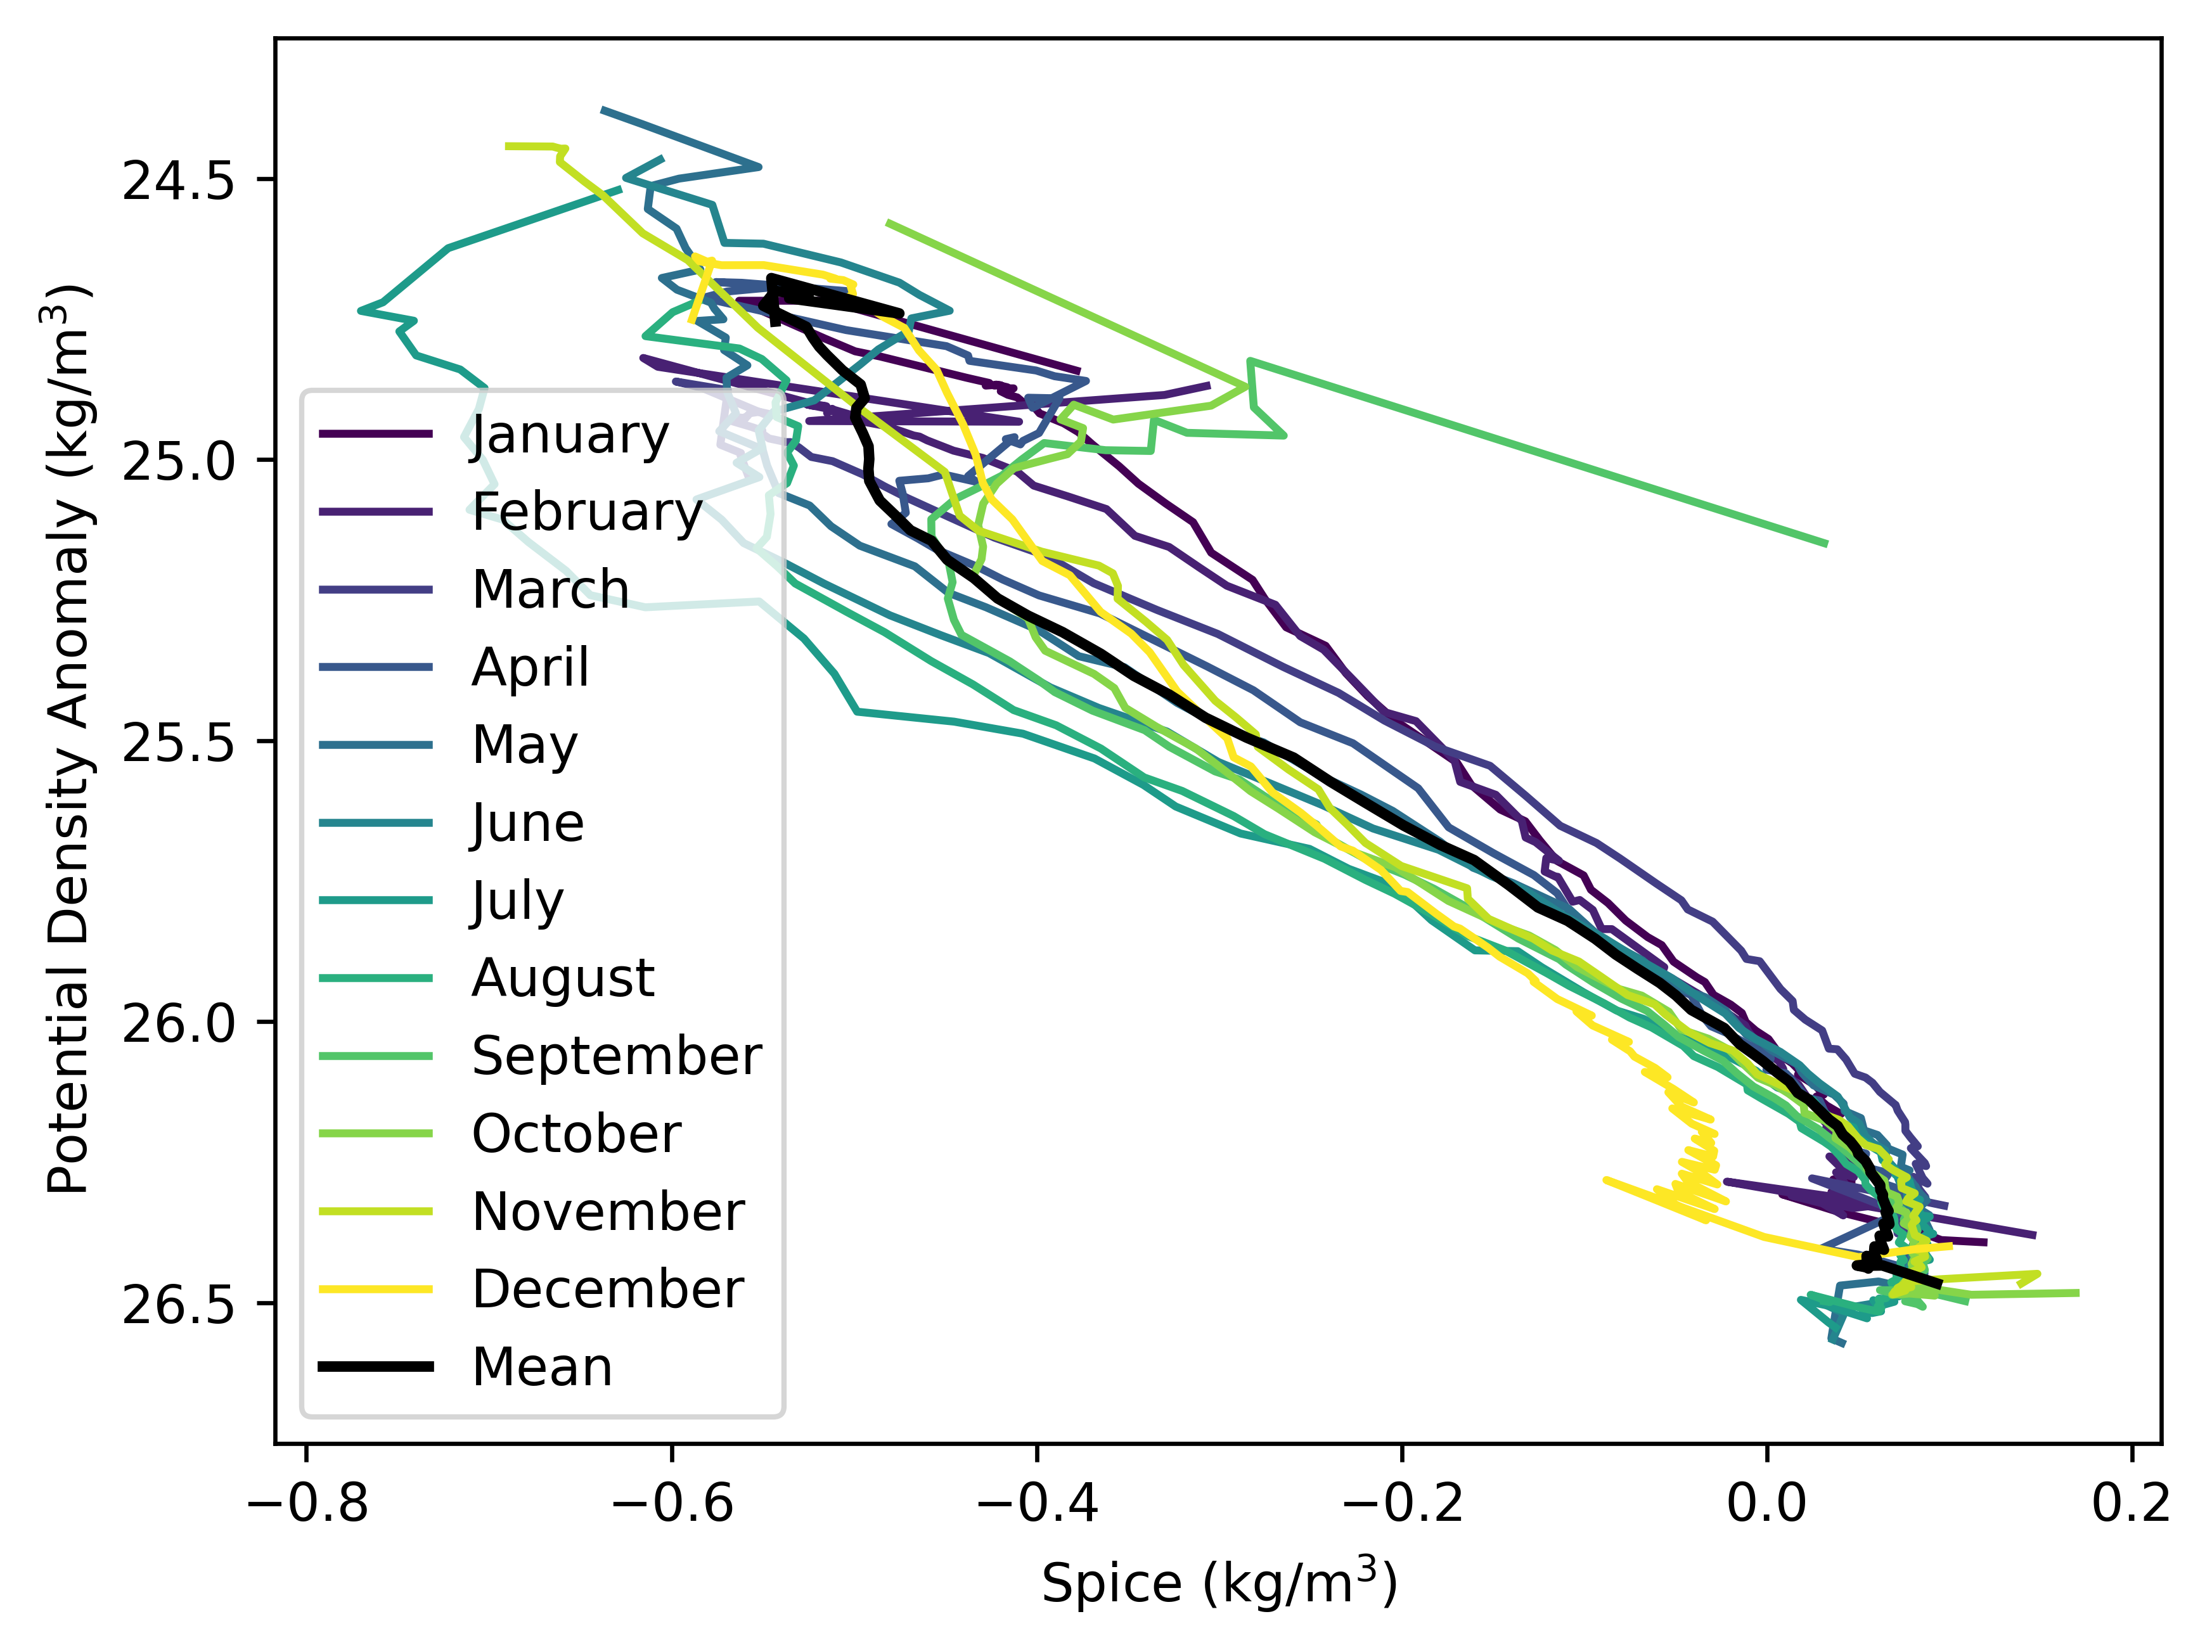 Potential Density Anomaly (kg/m³)
24.5
25.0
25.5
26.0
26.5
January
February
March
April
May
June
July
August
September
October
November
December
Mean
−0.8
−0.6
−0.4
−0.2
0.0
0.2
Spice (kg/m³)